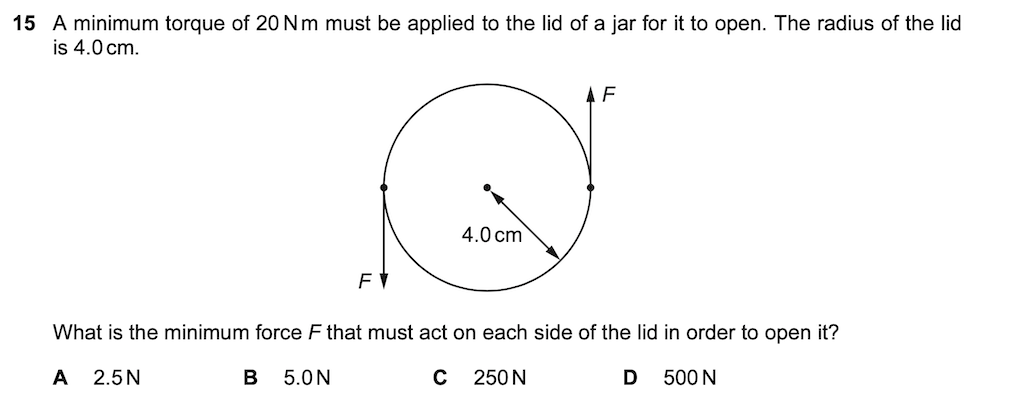 15 A minimum torque of 20 N m must be applied to the lid of a jar for it to open. The radius of the lid
is 4.0 cm.
F
4.0 cm
F
What is the minimum force F that must act on each side of the lid in order to open it?
A 2.5 N B 5.0 N C 250 N D 500 N